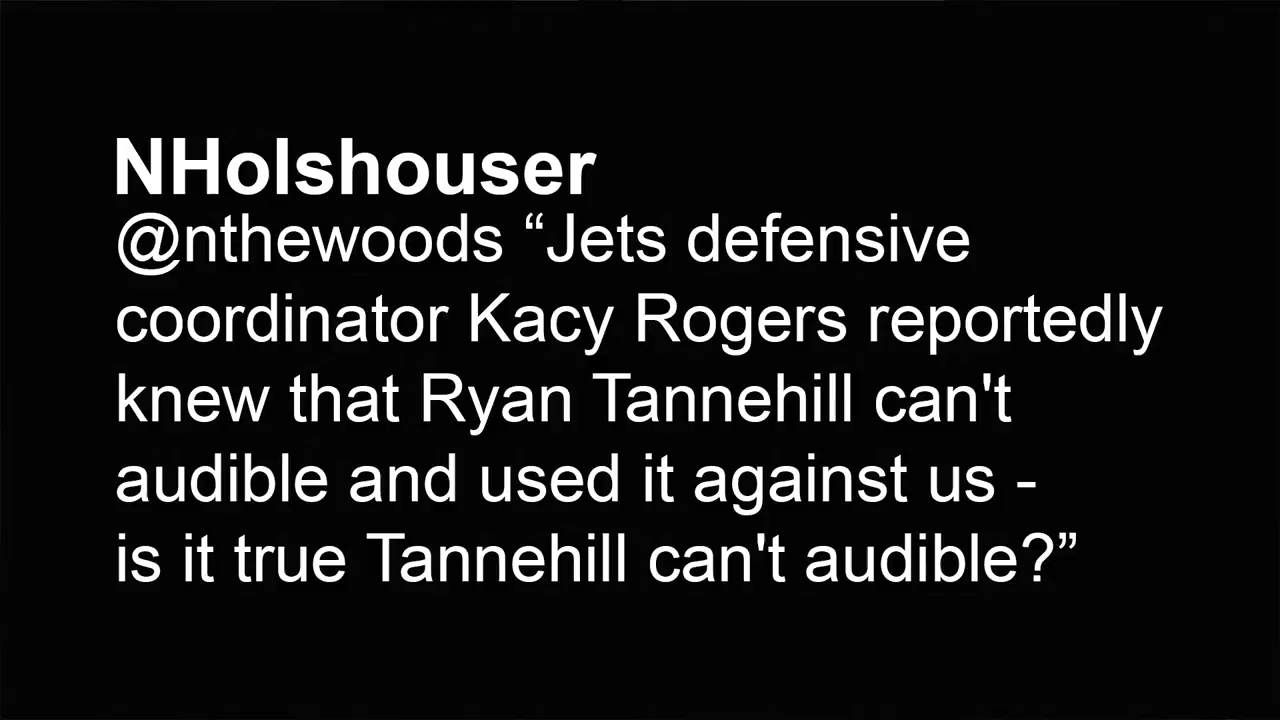 NHolshouser
@nthewoods “Jets defensive
coordinator Kacy Rogers reportedly
knew that Ryan Tannehill can't
audible and used it against us -
is it true Tannehill can't audible?”